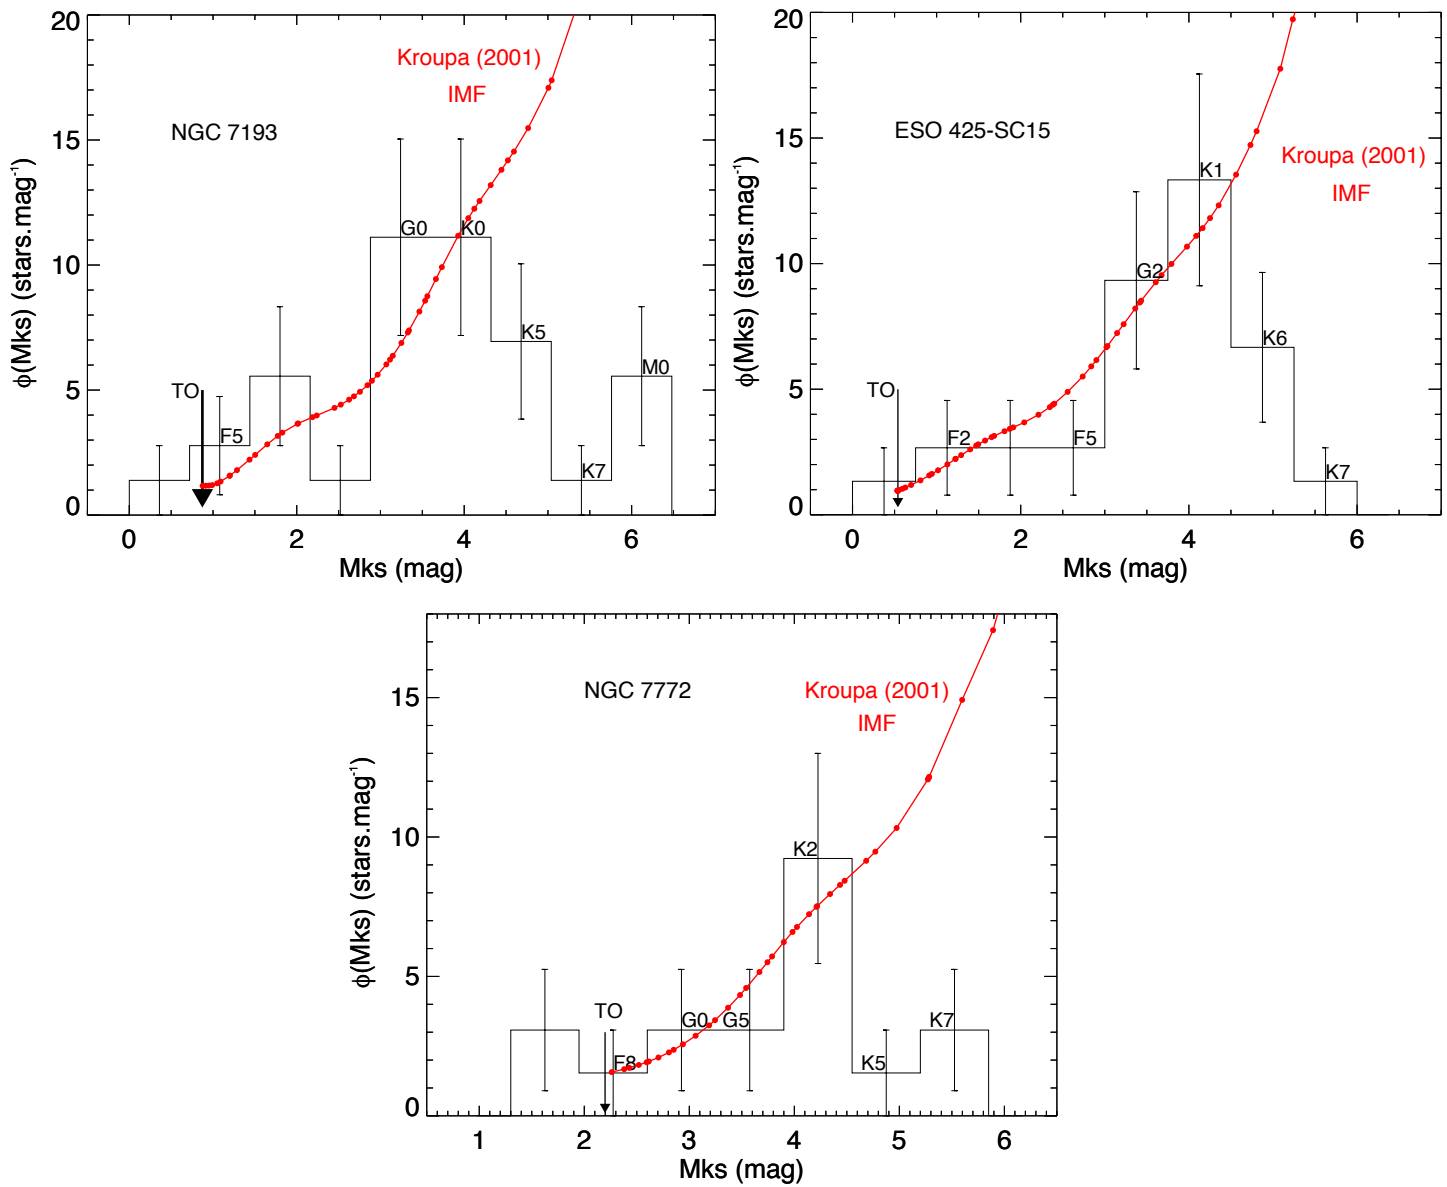 20
15
10
5
0
ϕ(Mks) (stars.mag⁻¹)
NGC 7193
Kroupa (2001)
IMF
TO
F5
G0
K0
K5
K7
M0
0 2 4 6
Mks (mag)
20
15
10
5
0
ϕ(Mks) (stars.mag⁻¹)
ESO 425-SC15
Kroupa (2001)
IMF
TO
F2
F5
G2
K1
K6
K7
0 2 4 6
Mks (mag)
15
10
5
0
ϕ(Mks) (stars.mag⁻¹)
NGC 7772
Kroupa (2001)
IMF
TO
F8
G0
G5
K2
K5
K7
1 2 3 4 5 6
Mks (mag)